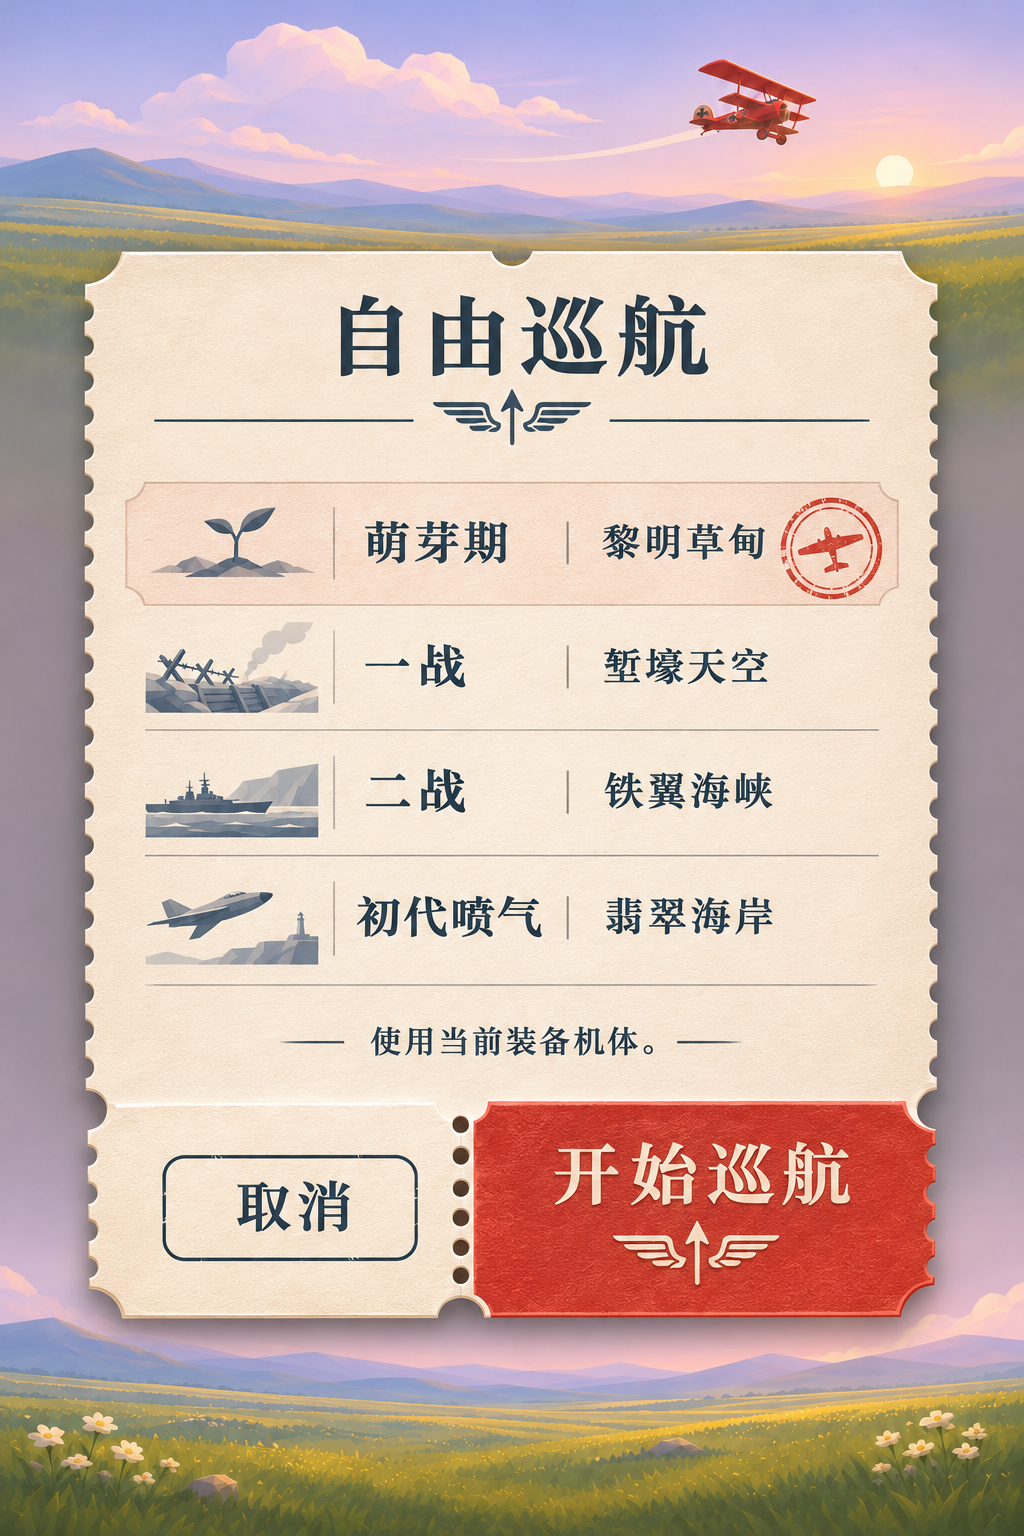 自由巡航
萌芽期 黎明草甸
一战 堑壕天空
二战 铁翼海峡
初代喷气 翡翠海岸
使用当前装备机体。
取消
开始巡航